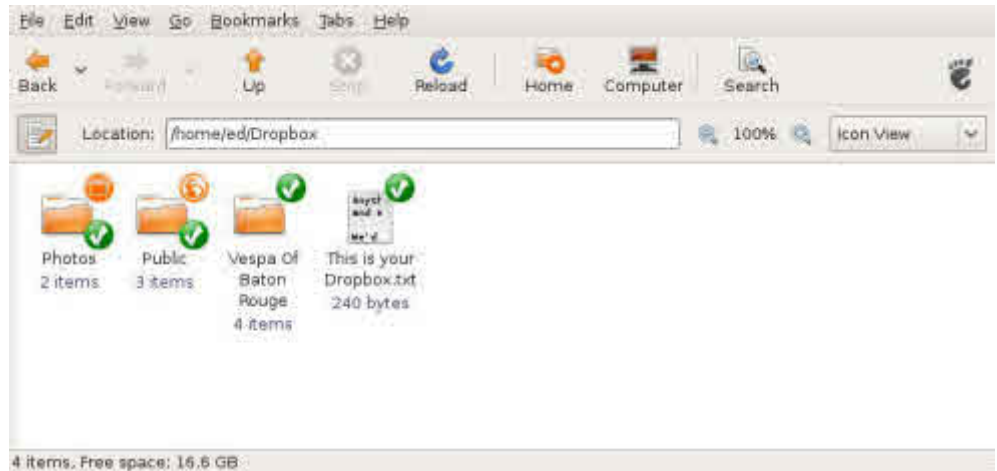 File Edit View Go Bookmarks Tabs Help
Back Forward Up Stop Reload Home Computer Search
Location: /home/ed/Dropbox 100% Icon View
Photos
2 items
Public
3 items
Vespa Of
Baton
Rouge
4 items
This is your
Dropbox.txt
240 bytes
4 items, Free space: 16.6 GB